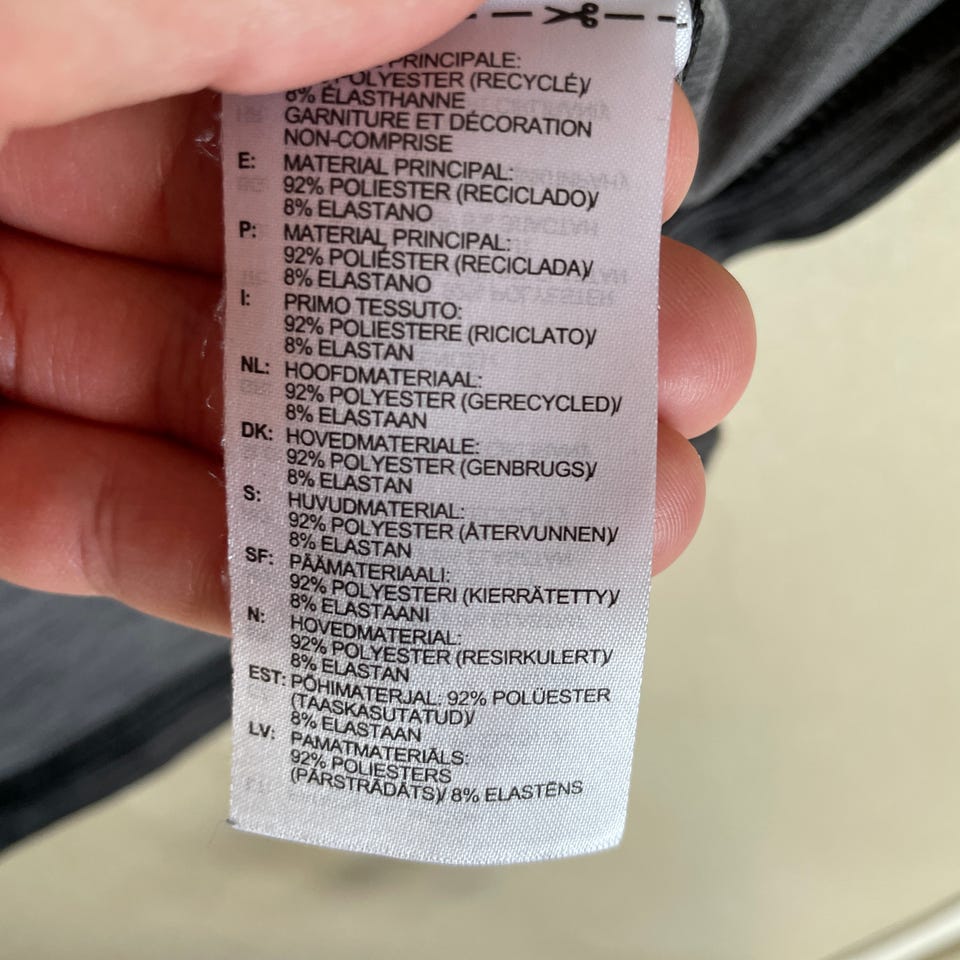 PRINCIPALE:
POLYESTER (RECYCLÉ)/
8% ÉLASTHANNE
GARNITURE ET DÉCORATION
NON-COMPRISE
E: MATERIAL PRINCIPAL:
92% POLIESTER (RECICLADO)/
8% ELASTANO
P: MATERIAL PRINCIPAL:
92% POLIÉSTER (RECICLADA)/
8% ELASTANO
I: PRIMO TESSUTO:
92% POLIESTERE (RICICLATO)/
8% ELASTAN
NL: HOOFDMATERIAAL:
92% POLYESTER (GERECYCLED)/
8% ELASTAAN
DK: HOVEDMATERIALE:
92% POLYESTER (GENBRUGS)/
8% ELASTAN
S: HUVUDMATERIAL:
92% POLYESTER (ÅTERVUNNEN)/
8% ELASTAN
SF: PÄÄMATERIAALI:
92% POLYESTERI (KIERRÄTETTY)/
8% ELASTAANI
N: HOVEDMATERIAL:
92% POLYESTER (RESIRKULERT)/
8% ELASTAN
EST: PÕHIMATERJAL: 92% POLÜESTER
(TAASKASUTATUD)/
8% ELASTAAN
LV: PAMATMATERIĀLS:
92% POLIESTERS
(PĀRSTRĀDĀTS)/ 8% ELASTĒNS